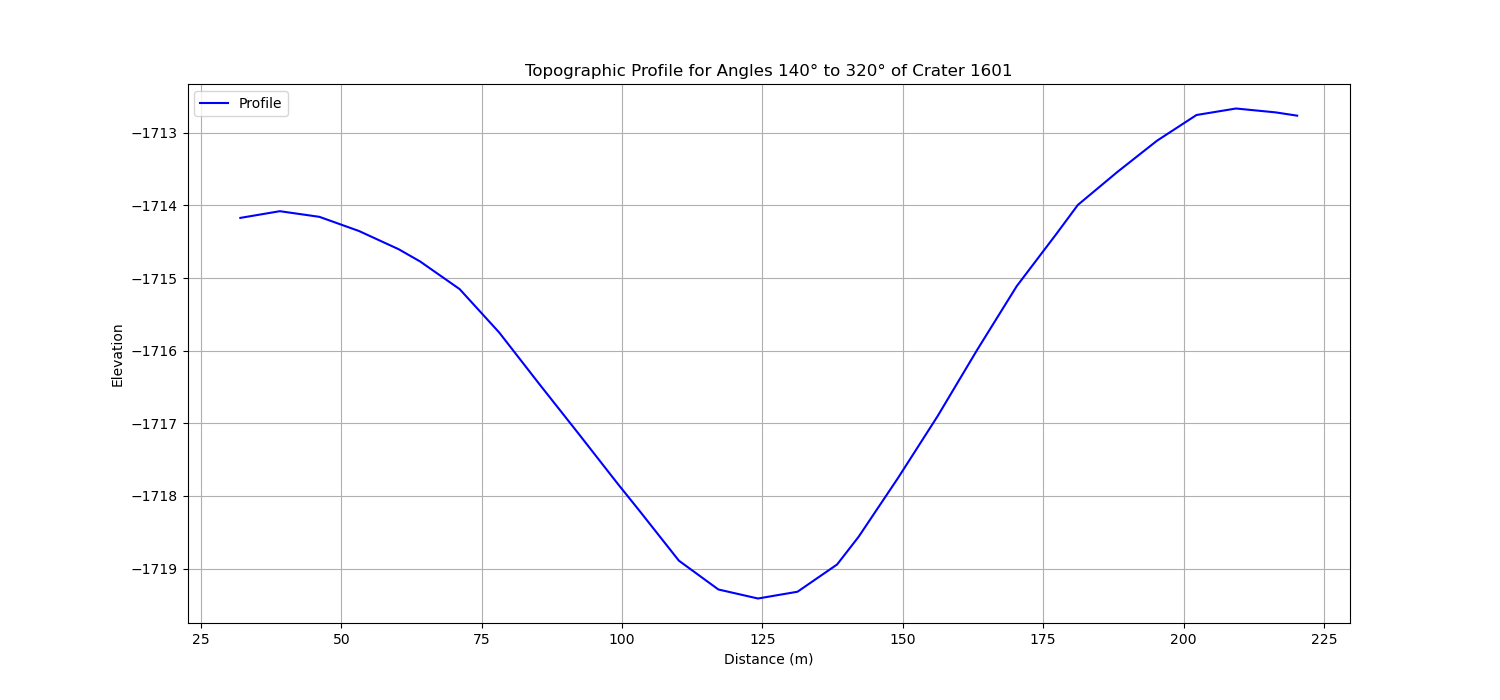 Topographic Profile for Angles 140° to 320° of Crater 1601
Profile
−1713
−1714
−1715
−1716
−1717
−1718
−1719
Elevation
25 50 75 100 125 150 175 200 225
Distance (m)